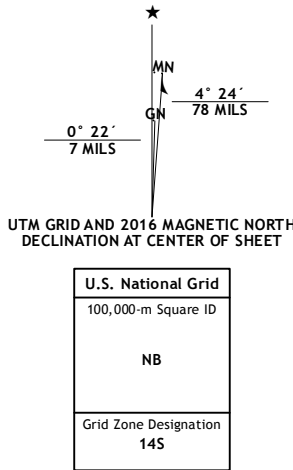 ★
MN
GN
4° 24´
78 MILS
0° 22´
7 MILS
UTM GRID AND 2016 MAGNETIC NORTH
DECLINATION AT CENTER OF SHEET
U.S. National Grid
100,000-m Square ID
NB
Grid Zone Designation
14S